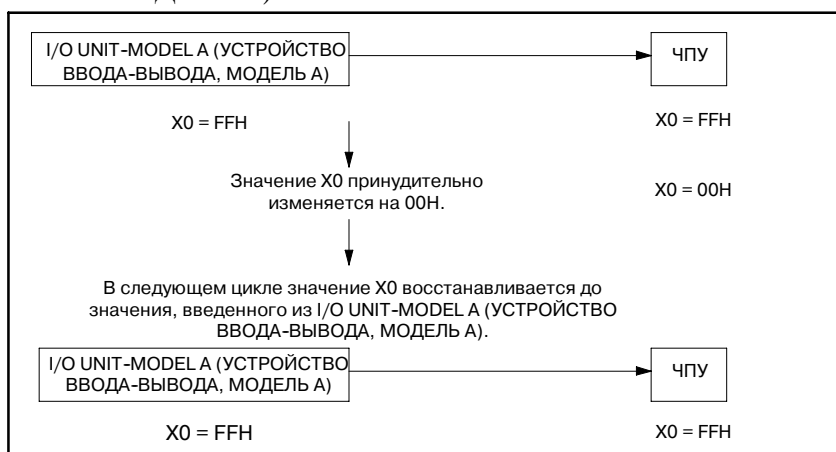 I/O UNIT-MODEL A (УСТРОЙСТВО
ВВОДА-ВЫВОДА, МОДЕЛЬ А)
ЧПУ
X0 = FFH
X0 = FFH
Значение X0 принудительно
изменяется на 00H.
X0 = 00H
В следующем цикле значение X0 восстанавливается до
значения, введенного из I/O UNIT-MODEL A (УСТРОЙСТВО
ВВОДА-ВЫВОДА, МОДЕЛЬ А).
I/O UNIT-MODEL A (УСТРОЙСТВО
ВВОДА-ВЫВОДА, МОДЕЛЬ А)
ЧПУ
X0 = FFH
X0 = FFH